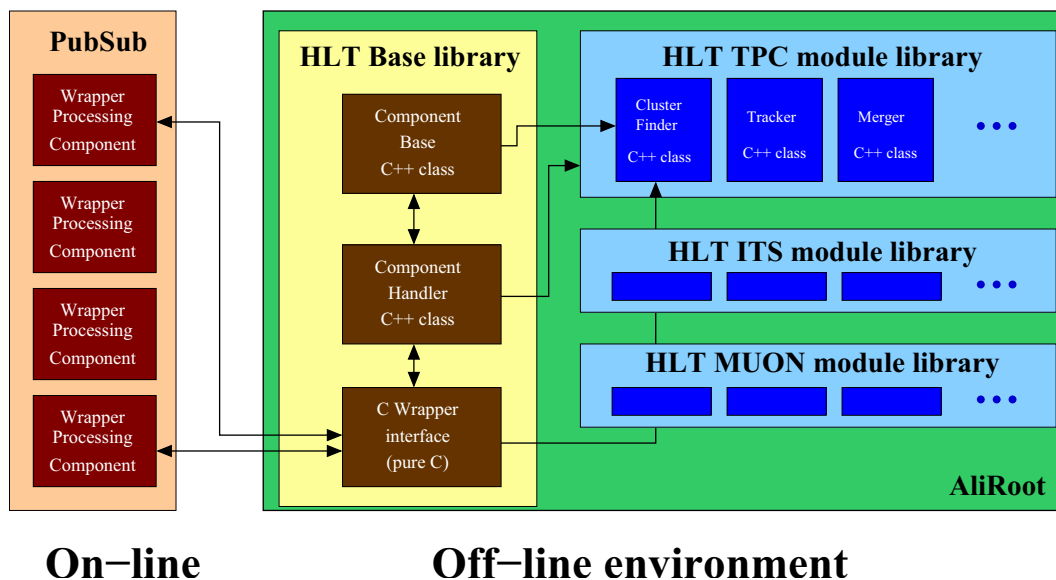 PubSub
Wrapper
Processing
Component
Wrapper
Processing
Component
Wrapper
Processing
Component
Wrapper
Processing
Component
HLT Base library
Component
Base
C++ class
Component
Handler
C++ class
C Wrapper
interface
(pure C)
HLT TPC module library
Cluster
Finder
C++ class
Tracker
C++ class
Merger
C++ class
HLT ITS module library
HLT MUON module library
AliRoot
On−line
Off−line environment